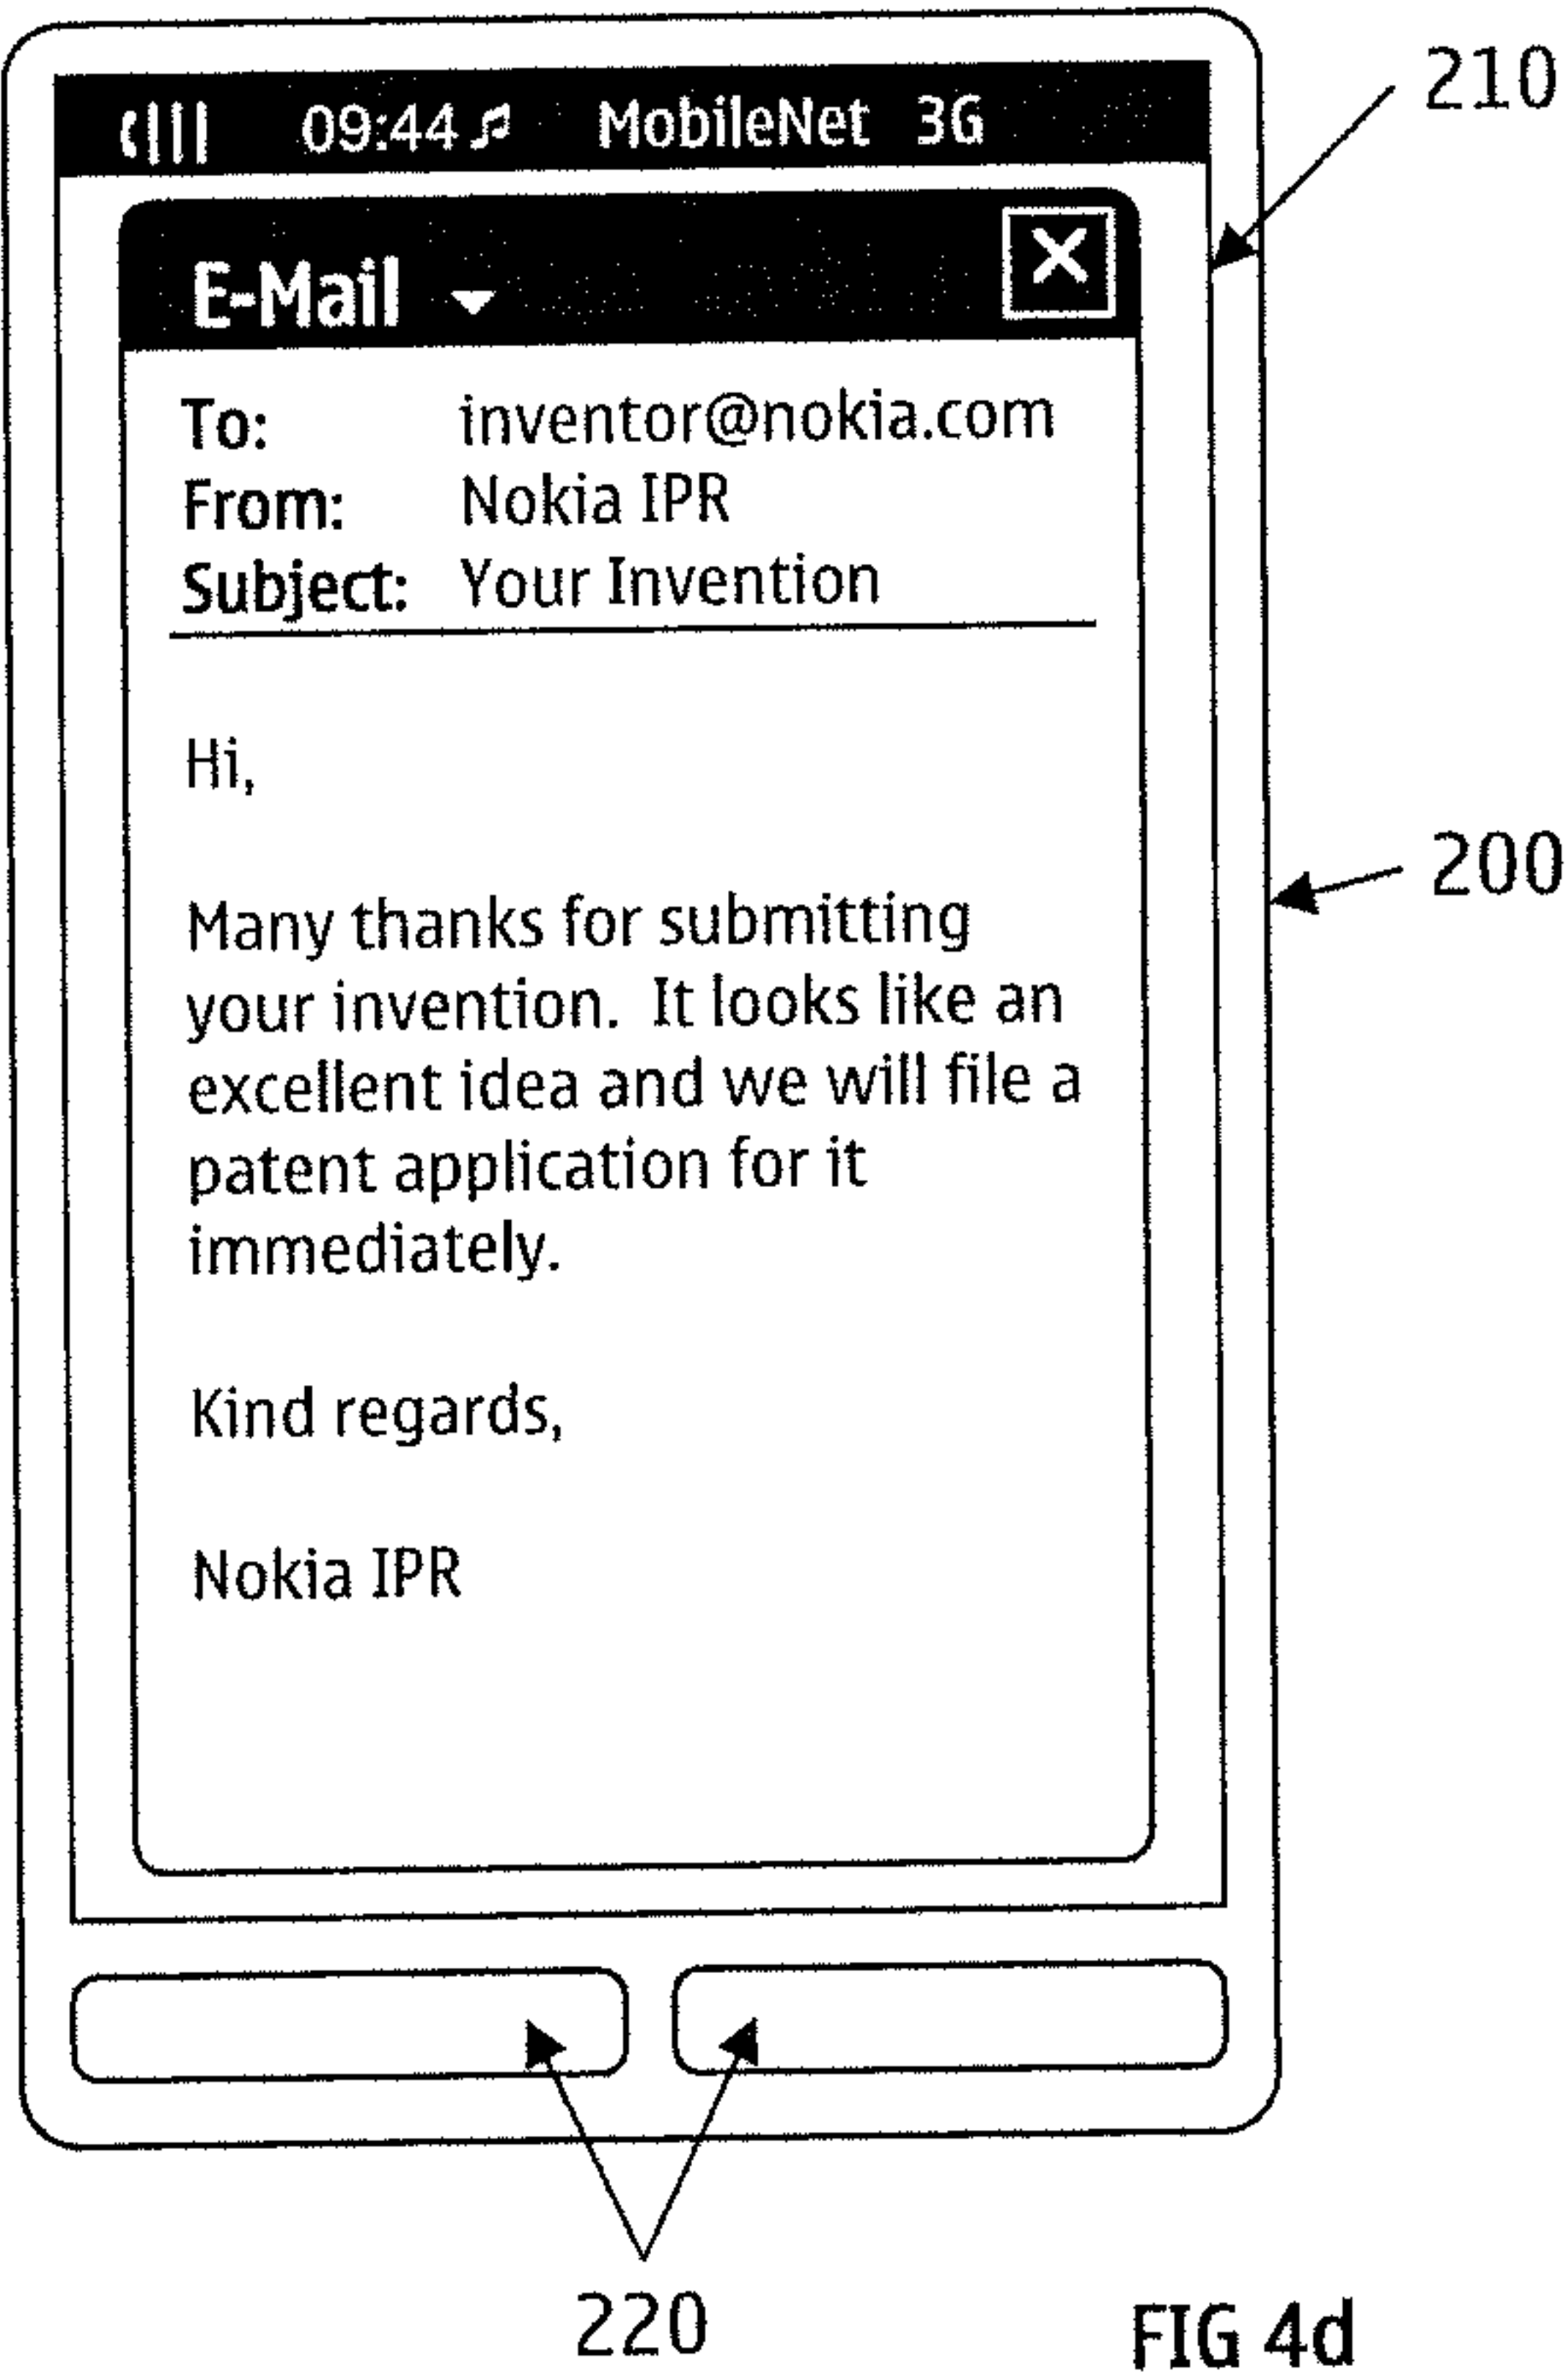 09:44 MobileNet 3G
210
E-Mail
To: inventor@nokia.com
From: Nokia IPR
Subject: Your Invention
Hi,
200
Many thanks for submitting
your invention. It looks like an
excellent idea and we will file a
patent application for it
immediately.
Kind regards,
Nokia IPR
220
FIG 4d